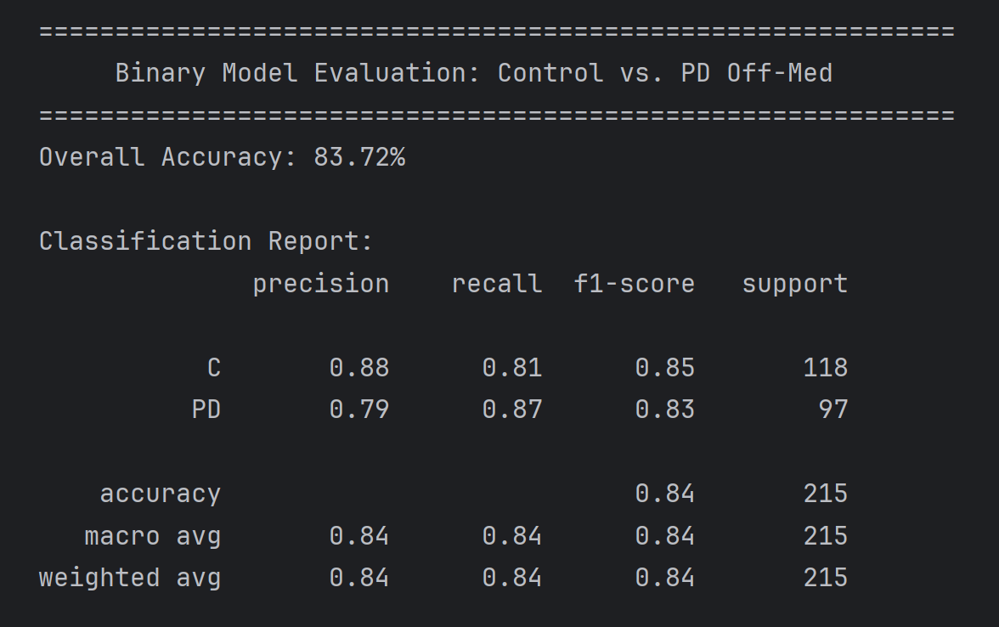 ============================================================
Binary Model Evaluation: Control vs. PD Off-Med
============================================================
Overall Accuracy: 83.72%
Classification Report:
precision recall f1-score support
C 0.88 0.81 0.85 118
PD 0.79 0.87 0.83 97
accuracy 0.84 215
macro avg 0.84 0.84 0.84 215
weighted avg 0.84 0.84 0.84 215